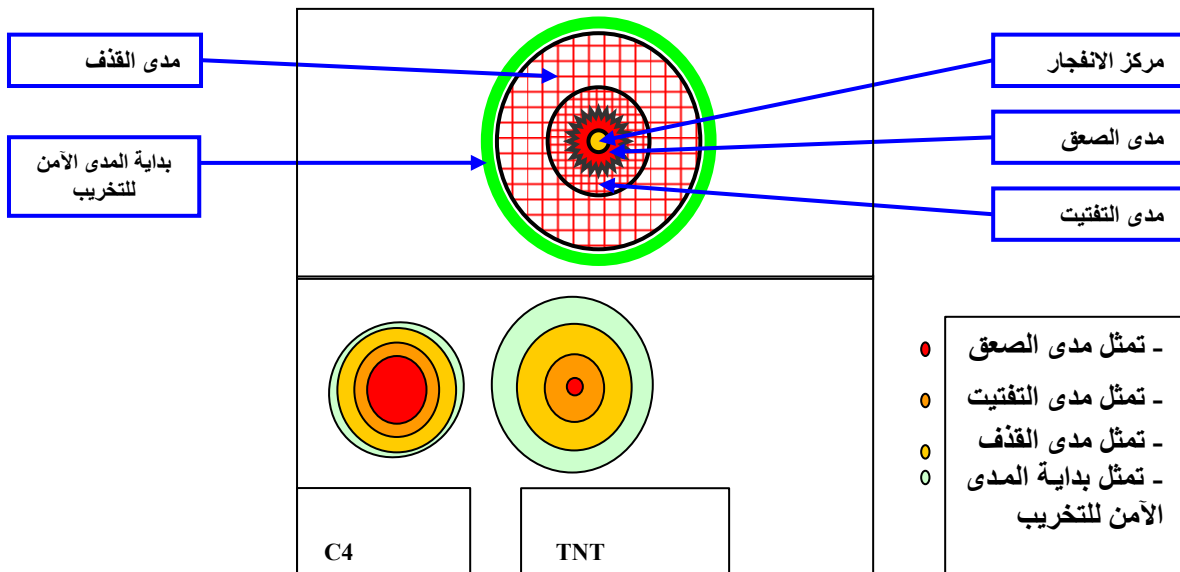 مركز الانفجار
مدى الصعق
مدى التفتيت
مدى القذف
بداية المدى الآمن
للتخريب
- تمثل مدى الصعق
- تمثل مدى التفتيت
- تمثل مدى القذف
- تمثل بداية المدى
الآمن للتخريب
TNT
C4